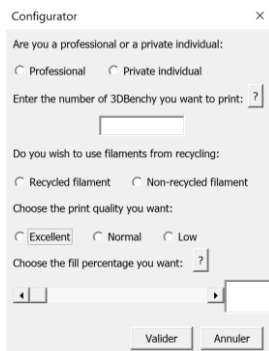 Configurator
Are you a professional or a private individual:
Professional Private individual
Enter the number of 3DBenchy you want to print: ?
Do you wish to use filaments from recycling:
Recycled filament Non-recycled filament
Choose the print quality you want:
Excellent Normal Low
Choose the fill percentage you want: ?
Valider Annuler